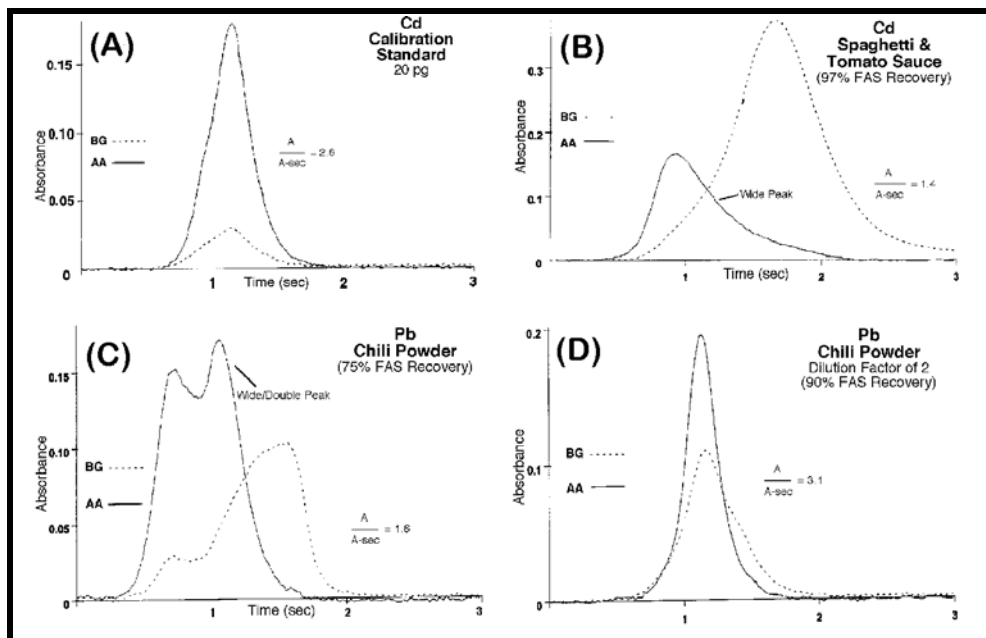 (A)
Cd
Calibration
Standard
20 pg
0.15
0.10
0.05
0
Absorbance
BG
AA
A
A-sec
-2.6
1
2
3
Time (sec)
(B)
Cd
Spaghetti &
Tomato Sauce
(97% FAS Recovery)
0.3
0.2
0.1
0
Absorbance
BG
AA
Wide Peak
A
A-sec
= 1.4
1
2
3
Time (sec)
(C)
Pb
Chili Powder
(75% FAS Recovery)
0.15
0.10
0.05
0
Absorbance
Wide/Double Peak
BG
AA
A
A-sec
= 1.6
1
2
3
Time (sec)
(D)
Pb
Chili Powder
Dilution Factor of 2
(90% FAS Recovery)
0.2
0.1
0
Absorbance
BG
AA
A
A-sec
= 3.1
1
2
3